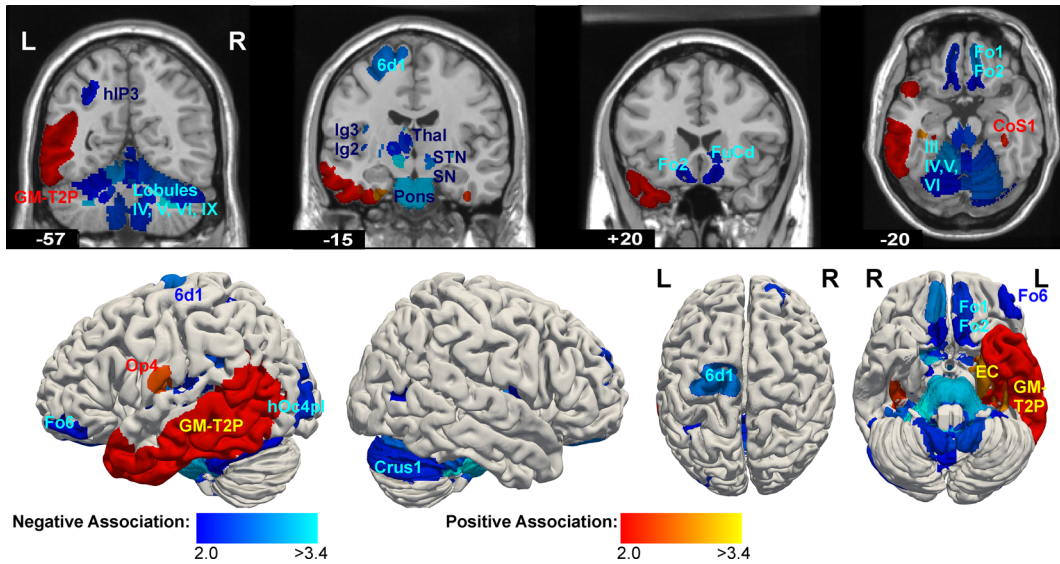 L
R
hIP3
GM-T2P
Lobules
IV, V, VI, IX
-57
6d1
Ig3
Ig2
Thal
STN
SN
Pons
-15
Fo2
FuCd
+20
Fo1
Fo2
CoS1
III
IV,V,
VI
-20
6d1
Op4
Fo6
GM-T2P
hOc4pl
Crus1
L
R
6d1
R
L
Fo1
Fo2
Fo6
EC
GM-
T2P
Negative Association:
2.0
>3.4
Positive Association:
2.0
>3.4